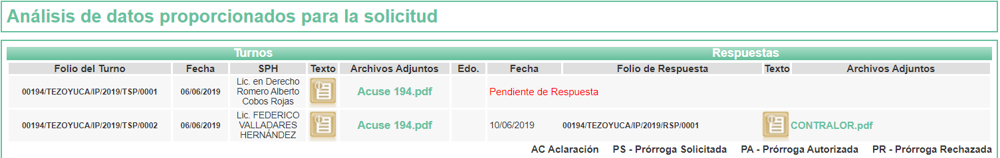 Análisis de datos proporcionados para la solicitud
Turnos Respuestas
Folio del Turno Fecha SPH Texto Archivos Adjuntos Edo. Fecha Folio de Respuesta Texto Archivos Adjuntos
00194/TEZOYUCA/IP/2019/TSP/0001 06/06/2019 Lic. en Derecho Romero Alberto Cobos Rojas Acuse 194.pdf Pendiente de Respuesta
00194/TEZOYUCA/IP/2019/TSP/0002 06/06/2019 Lic. FEDERICO VALLADARES HERNÁNDEZ Acuse 194.pdf 10/06/2019 00194/TEZOYUCA/IP/2019/RSP/0001 CONTRALOR.pdf
AC Aclaración PS - Prórroga Solicitada PA - Prórroga Autorizada PR - Prórroga Rechazada